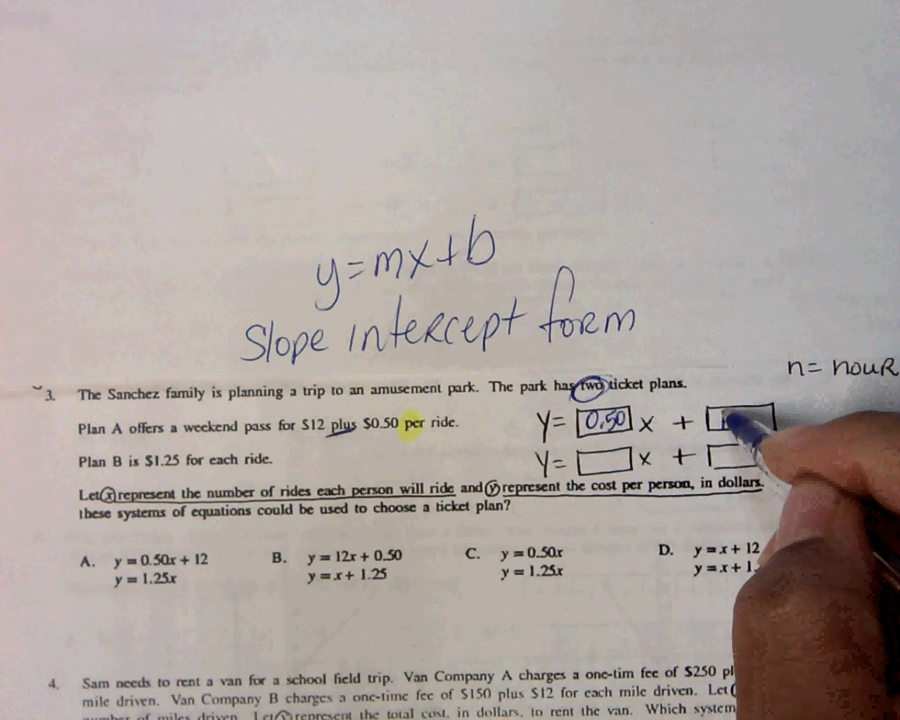 y=mx+b
Slope intercept form
n= hour
3. The Sanchez family is planning a trip to an amusement park. The park has two ticket plans.
Plan A offers a weekend pass for $12 plus $0.50 per ride.
y= 0.50 x +
Plan B is $1.25 for each ride.
y= x +
Let x represent the number of rides each person will ride and y represent the cost per person, in dollars.
these systems of equations could be used to choose a ticket plan?
A. y = 0.50x + 12 B. y = 12x + 0.50 C. y = 0.50x D. y = x + 12
y = 1.25x y = x + 1.25 y = 1.25x y = x + 1.
4. Sam needs to rent a van for a school field trip. Van Company A charges a one-tim fee of $250 pl
mile driven. Van Company B charges a one-time fee of $150 plus $12 for each mile driven. Let
number of miles driven. Let y represent the total cost, in dollars, to rent the van. Which system